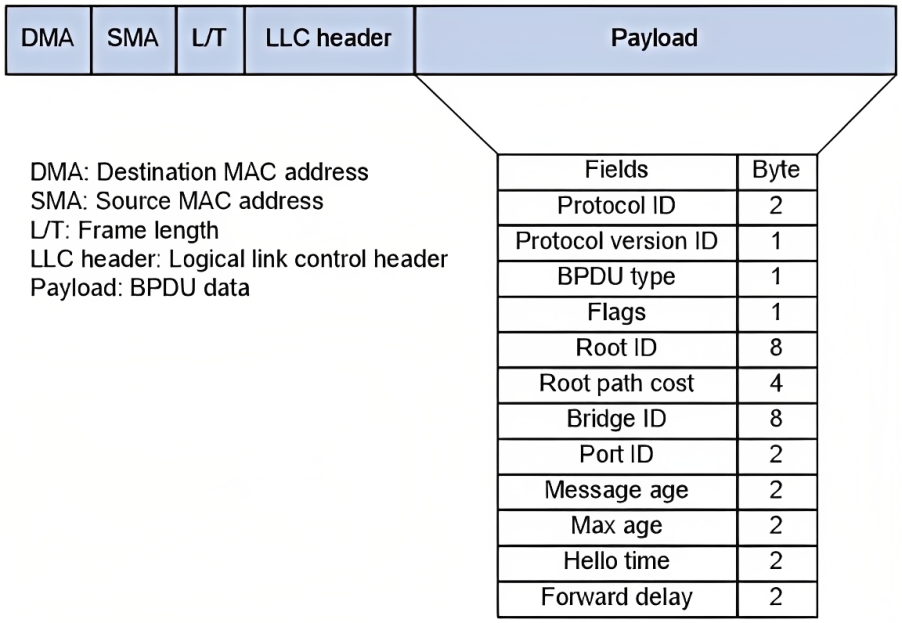 DMA SMA L/T LLC header Payload
DMA: Destination MAC address
SMA: Source MAC address
L/T: Frame length
LLC header: Logical link control header
Payload: BPDU data
Fields Byte
Protocol ID 2
Protocol version ID 1
BPDU type 1
Flags 1
Root ID 8
Root path cost 4
Bridge ID 8
Port ID 2
Message age 2
Max age 2
Hello time 2
Forward delay 2